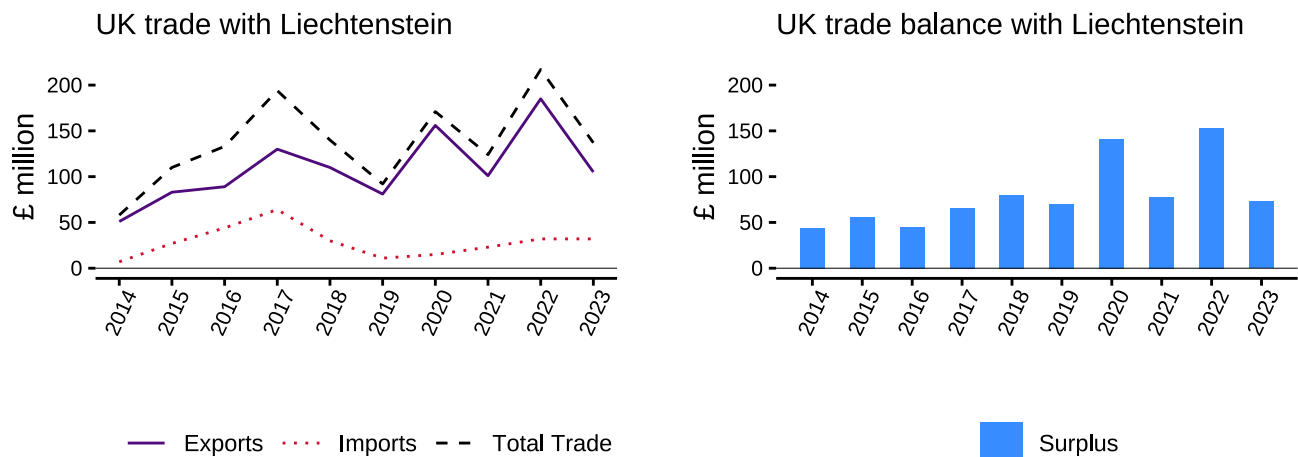 UK trade with Liechtenstein
£ million
200
150
100
50
0
2014 2015 2016 2017 2018 2019 2020 2021 2022 2023
Exports Imports Total Trade
UK trade balance with Liechtenstein
£ million
200
150
100
50
0
2014 2015 2016 2017 2018 2019 2020 2021 2022 2023
Surplus